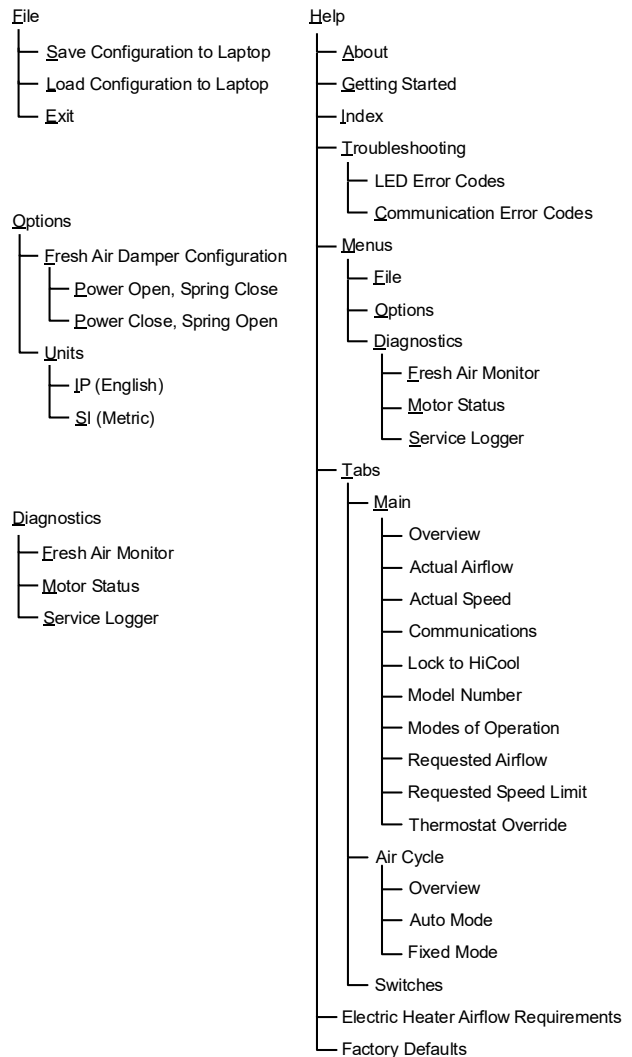 File
Save Configuration to Laptop
Load Configuration to Laptop
Exit
Options
Fresh Air Damper Configuration
Power Open, Spring Close
Power Close, Spring Open
Units
IP (English)
SI (Metric)
Diagnostics
Fresh Air Monitor
Motor Status
Service Logger
Help
About
Getting Started
Index
Troubleshooting
LED Error Codes
Communication Error Codes
Menus
File
Options
Diagnostics
Fresh Air Monitor
Motor Status
Service Logger
Tabs
Main
Overview
Actual Airflow
Actual Speed
Communications
Lock to HiCool
Model Number
Modes of Operation
Requested Airflow
Requested Speed Limit
Thermostat Override
Air Cycle
Overview
Auto Mode
Fixed Mode
Switches
Electric Heater Airflow Requirements
Factory Defaults